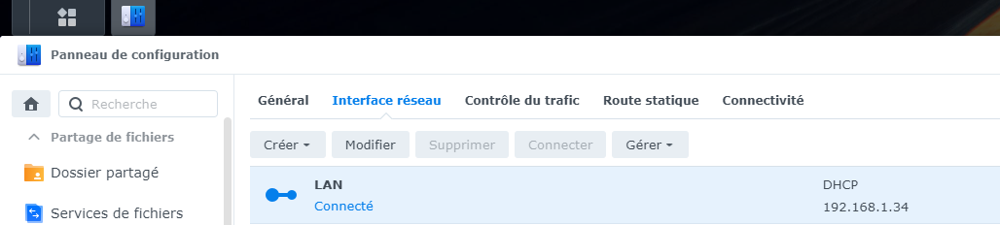 Panneau de configuration
Recherche
Général Interface réseau Contrôle du trafic Route statique Connectivité
Partage de fichiers
Créer Modifier Supprimer Connecter Gérer
Dossier partagé
LAN DHCP
Connecté 192.168.1.34
Services de fichiers